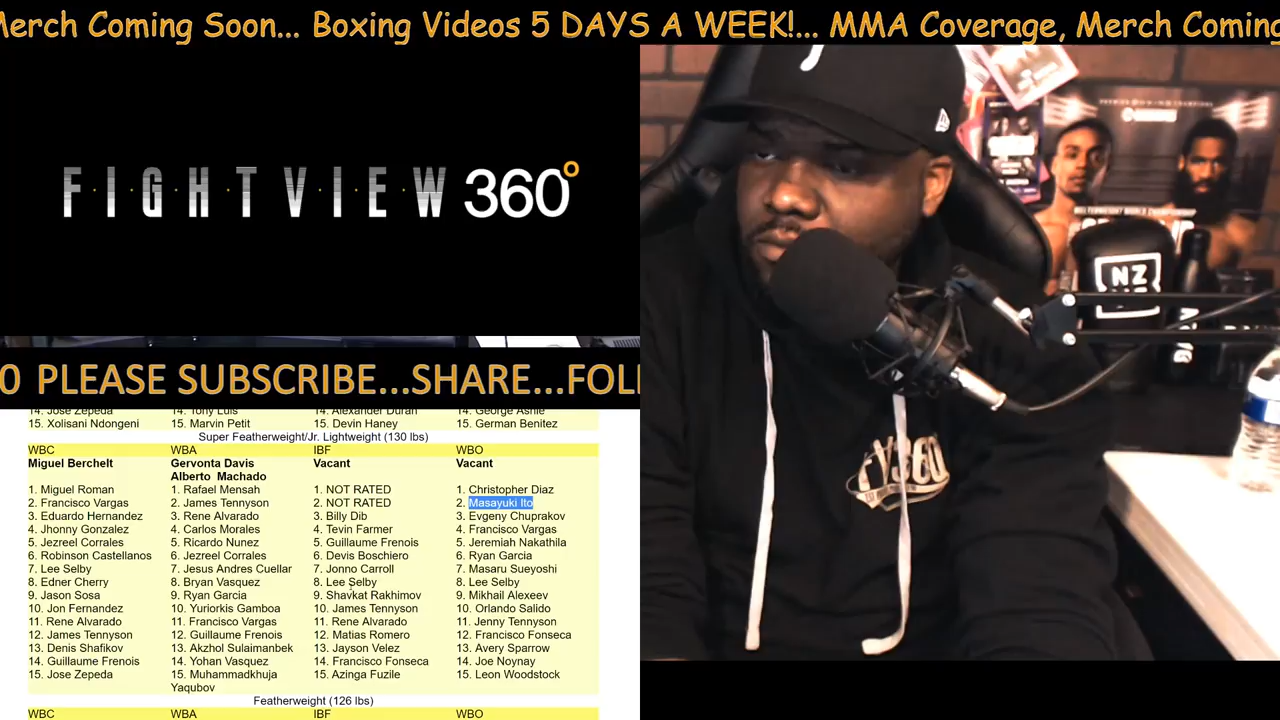 Merch Coming Soon... Boxing Videos 5 DAYS A WEEK!... MMA Coverage, Merch Coming
FIGHTVIEW 360°
0 PLEASE SUBSCRIBE...SHARE...FOLL
14. Jose Zepeda 14. Tony Luis 14. Alexander Duran 14. George Ashie
15. Xolisani Ndongeni 15. Marvin Petit 15. Devin Haney 15. German Benitez
Super Featherweight/Jr. Lightweight (130 lbs)
WBC WBA IBF WBO
Miguel Berchelt Gervonta Davis Vacant Vacant
Alberto Machado
1. Miguel Roman 1. Rafael Mensah 1. NOT RATED 1. Christopher Diaz
2. Francisco Vargas 2. James Tennyson 2. NOT RATED 2. Masayuki Ito
3. Eduardo Hernandez 3. Rene Alvarado 3. Billy Dib 3. Evgeny Chuprakov
4. Jhonny Gonzalez 4. Carlos Morales 4. Tevin Farmer 4. Francisco Vargas
5. Jezreel Corrales 5. Ricardo Nunez 5. Guillaume Frenois 5. Jeremiah Nakathila
6. Robinson Castellanos 6. Jezreel Corrales 6. Devis Boschiero 6. Ryan Garcia
7. Lee Selby 7. Jesus Andres Cuellar 7. Jonno Carroll 7. Masaru Sueyoshi
8. Edner Cherry 8. Bryan Vasquez 8. Lee Selby 8. Lee Selby
9. Jason Sosa 9. Ryan Garcia 9. Shavkat Rakhimov 9. Mikhail Alexeev
10. Jon Fernandez 10. Yuriorkis Gamboa 10. James Tennyson 10. Orlando Salido
11. Rene Alvarado 11. Francisco Vargas 11. Rene Alvarado 11. Jenny Tennyson
12. James Tennyson 12. Guillume Frenois 12. Matias Romero 12. Francisco Fonseca
13. Denis Shafikov 13. Akzhol Sulaimanbek 13. Jayson Velez 13. Avery Sparrow
14. Guillaume Frenois 14. Yohan Vasquez 14. Francisco Fonseca 14. Joe Noynay
15. Jose Zepeda 15. Muhammadkhuja 15. Azinga Fuzile 15. Leon Woodstock
Yaqubov
Featherweight (126 lbs)
WBC WBA IBF WBO
NZ
FV360